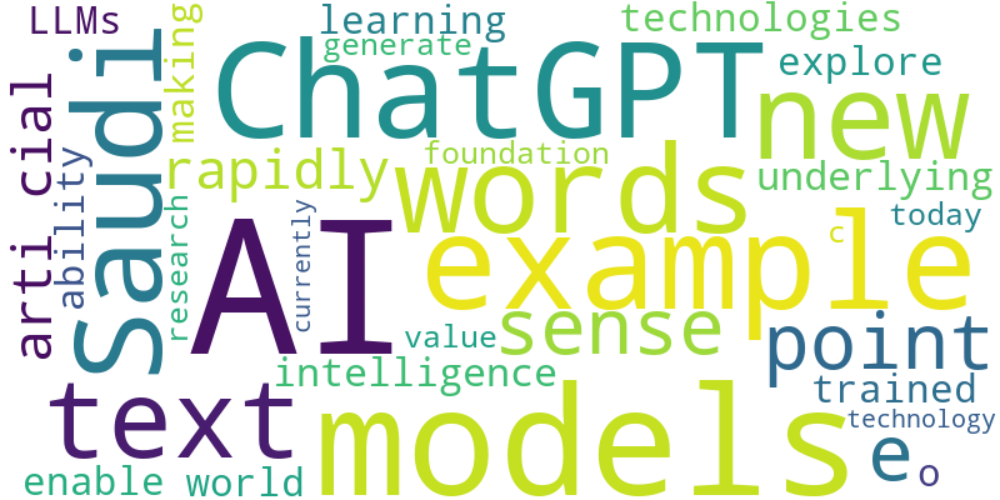 LLMs
learning
technologies
making
generate
ChatGPT
explore
Saudi
new
arti cial
ability
rapidly
foundation
words
underlying
research
currently
today
c
AI
example
value
sense
point
intelligence
trained
text
models
technology
e
o
enable
world